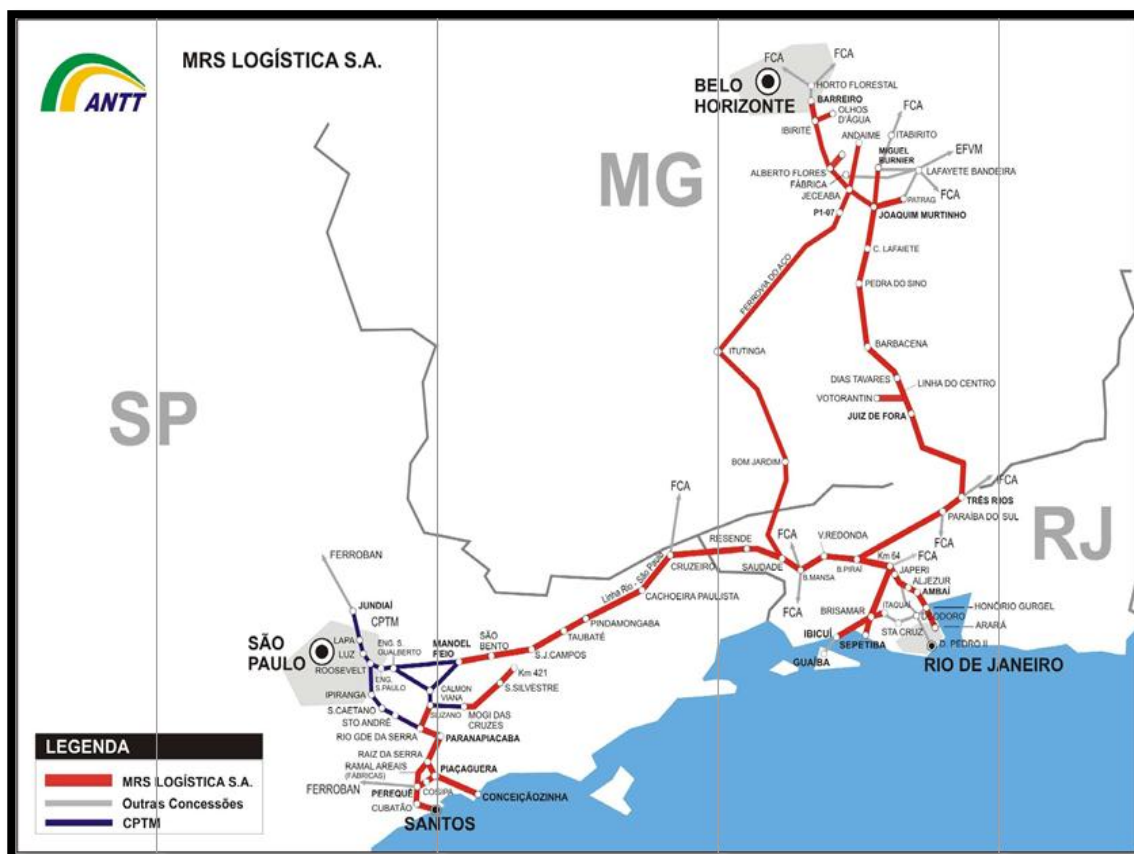 MRS LOGÍSTICA S.A.
ANTT
FCA
FCA
BELO
HORIZONTE
HORTO FLORESTAL
BARREIRO
OLHOS
D'ÁGUA
FCA
IBIRITÉ
ANDAIME
ITABIRITO
MIGUEL
BURNIER
EFVM
MG
ALBERTO FLORES
LAFAYETE BANDEIRA
FÁBRICA
FCA
JECEABA
PATRAG
P1-07
JOAQUIM MURTINHO
C. LAFAIETE
FERROVIA DO AÇO
PEDRA DO SINO
ITUTINGA
BARBACENA
DIAS TAVARES
LINHA DO CENTRO
SP
VOTORANTIN
JUIZ DE FORA
BOM JARDIM
FCA
FCA
TRÊS RIOS
PARAÍBA DO SUL
RJ
RESENDE
V.REDONDA
FCA
FERROBAN
Linha Rio - São Paulo
CRUZEIRO
SAUDADE
FCA
B.MANSA
B.PIRAÍ
Km 64
FCA
JAPERI
ALJEZUR
AMBAÍ
CACHOEIRA PAULISTA
FCA
BRISAMAR
ITAGUAÍ
DEODORO
HONÓRIO GURGEL
JUNDIAÍ
CPTM
PINDAMONGABA
TAUBATÉ
IBICUÍ
SEPETIBA
STA CRUZ
ARARÁ
SÃO
PAULO
LAPA
LUZ
ENG. S.
GUALBERTO
MANOEL
FEIO
SÃO
BENTO
S.J.CAMPOS
GUAÍBA
D. PEDRO II
RIO DE JANEIRO
ROOSEVELT
ENG.
S.PAULO
Km 421
IPIRANGA
CALMON
VIANA
S.SILVESTRE
S.CAETANO
SUZANO
MOGI DAS
CRUZES
STO ANDRÉ
RIO GDE DA SERRA
PARANAPIACABA
LEGENDA
RAIZ DA SERRA
RAMAL AREAIS
(FÁBRICAS)
PIAÇAGUERA
MRS LOGÍSTICA S.A.
FERROBAN
PEREQUÊ
COSIPA
CONCEIÇÃOZINHA
Outras Concessões
CUBATÃO
CPTM
SANTOS